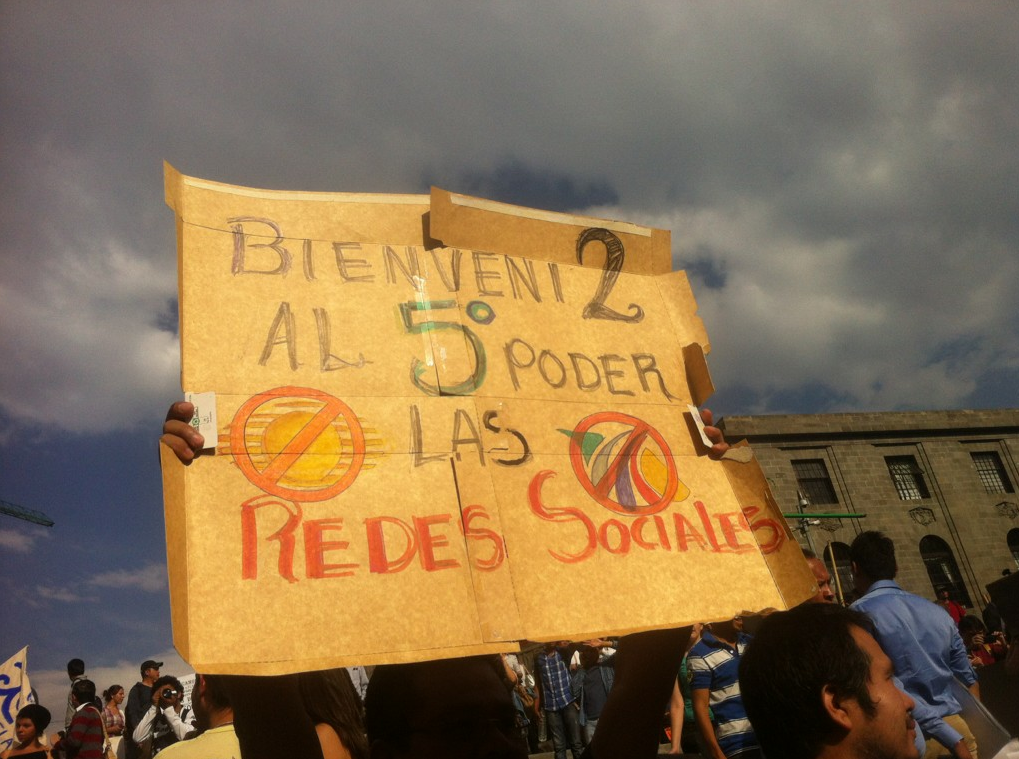 BIENVENI2
AL 5° PODER
LAS
REDES SOCIALES